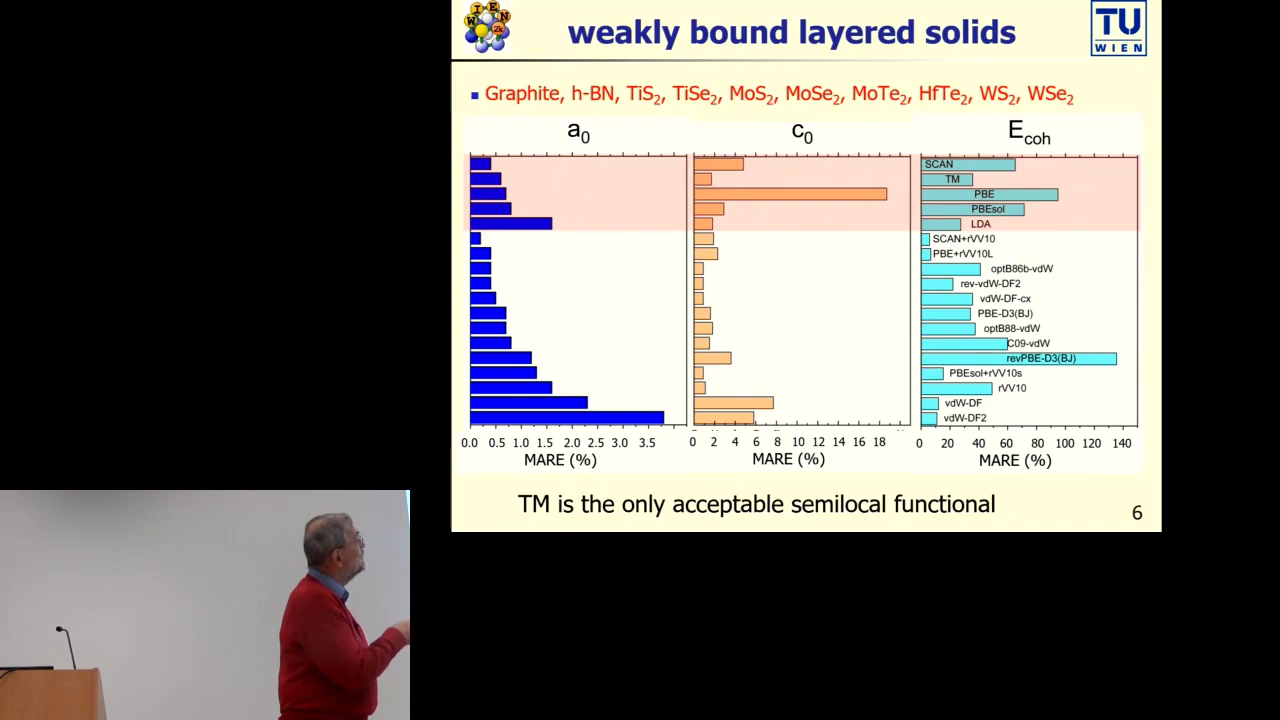 WIEN
2k
weakly bound layered solids
TU
WIEN
Graphite, h-BN, TiS₂, TiSe₂, MoS₂, MoSe₂, MoTe₂, HfTe₂, WS₂, WSe₂
a₀
c₀
E_coh
SCAN
TM
PBE
PBEsol
LDA
SCAN+rVV10
PBE+rVV10L
optB86b-vdW
rev-vdW-DF2
vdW-DF-cx
PBE-D3(BJ)
optB88-vdW
C09-vdW
revPBE-D3(BJ)
PBEsol+rVV10s
rVV10
vdW-DF
vdW-DF2
0.0 0.5 1.0 1.5 2.0 2.5 3.0 3.5
0 2 4 6 8 10 12 14 16 18
0 20 40 60 80 100 120 140
MARE (%)
MARE (%)
MARE (%)
TM is the only acceptable semilocal functional
6